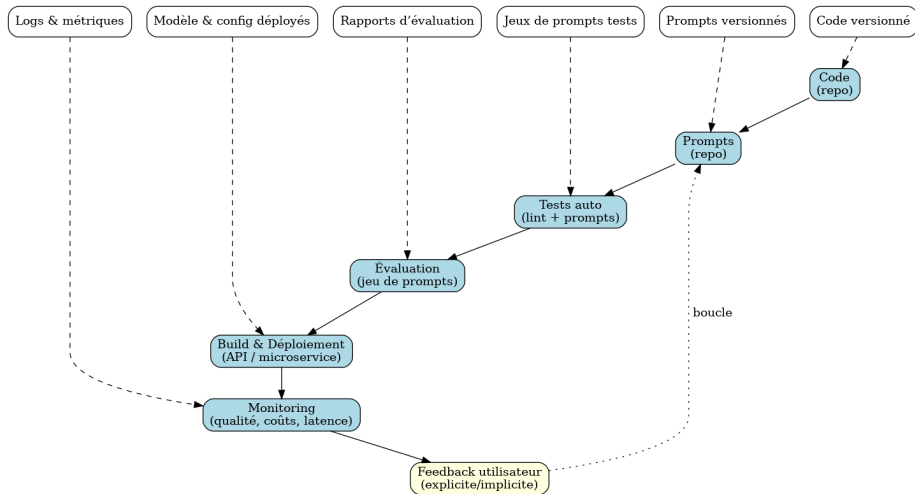 Logs & métriques
Modèle & config déployés
Rapports d’évaluation
Jeux de prompts tests
Prompts versionnés
Code versionné
Code
(repo)
Prompts
(repo)
Tests auto
(lint + prompts)
Évaluation
(jeu de prompts)
boucle
Build & Déploiement
(API / microservice)
Monitoring
(qualité, coûts, latence)
Feedback utilisateur
(explicite/implicite)